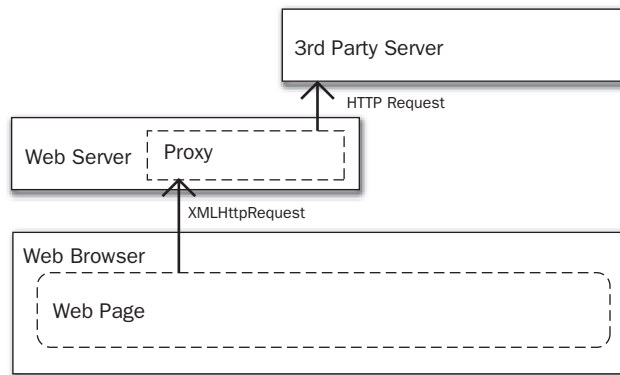 3rd Party Server
HTTP Request
Web Server
Proxy
XMLHttpRequest
Web Browser
Web Page